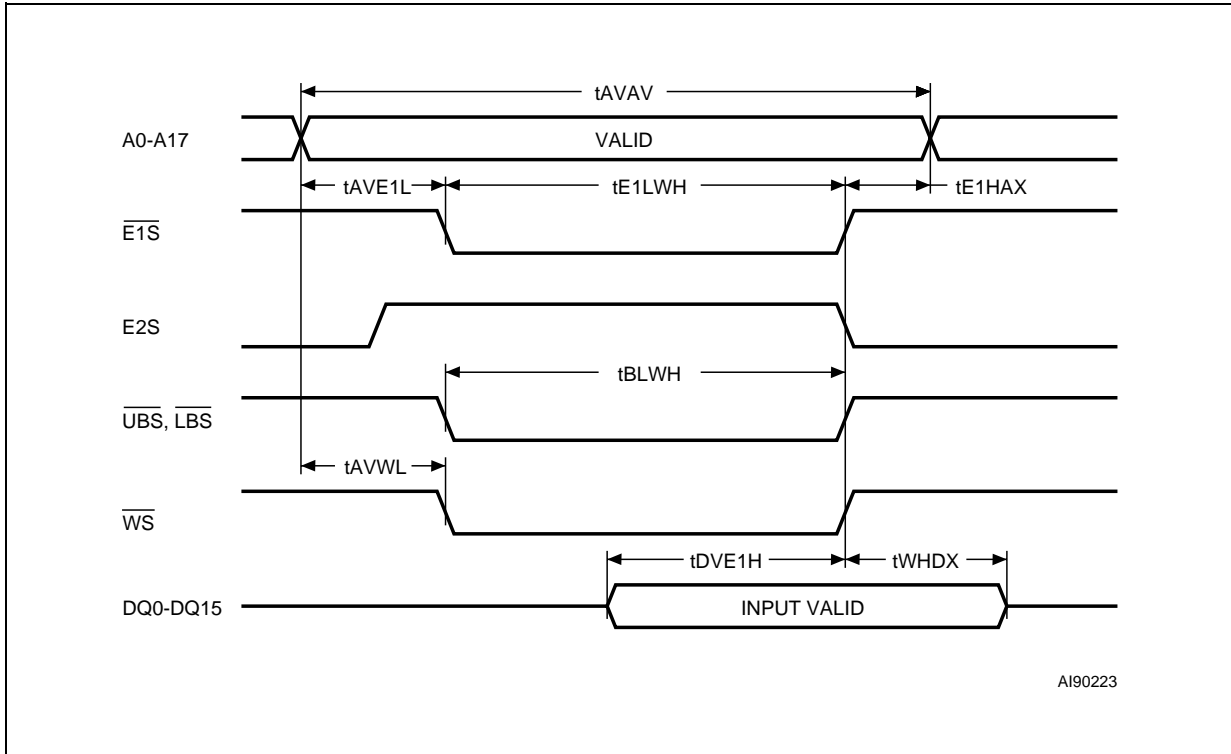 tAVAV
A0-A17 VALID
tAVE1L tE1LWH tE1HAX
E1S
E2S
tBLWH
UBS, LBS
tAVWL
WS
tDVE1H tWHDX
DQ0-DQ15 INPUT VALID
AI90223